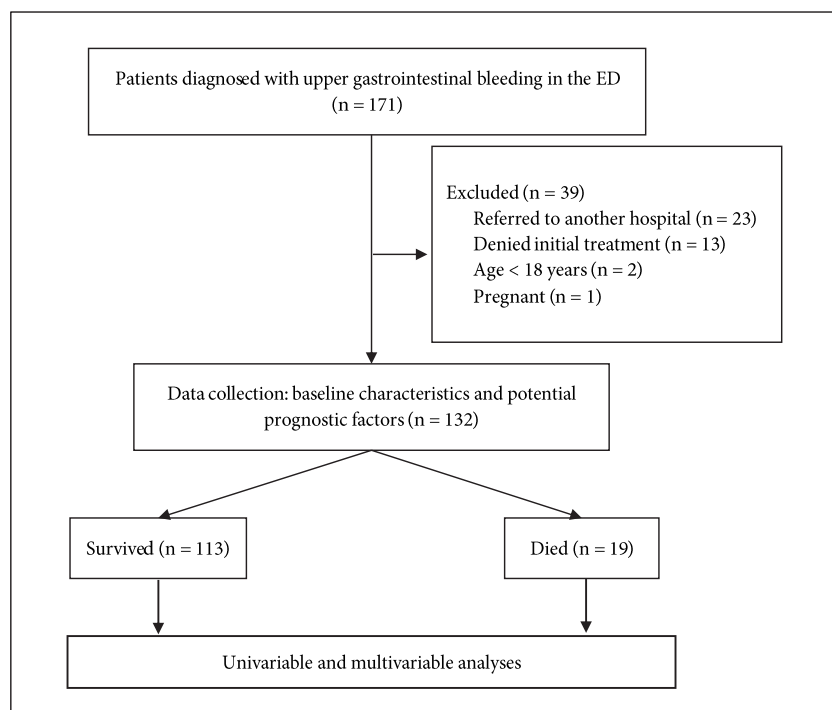 Patients diagnosed with upper gastrointestinal bleeding in the ED
(n = 171)
Excluded (n = 39)
Referred to another hospital (n = 23)
Denied initial treatment (n = 13)
Age < 18 years (n = 2)
Pregnant (n = 1)
Data collection: baseline characteristics and potential
prognostic factors (n = 132)
Survived (n = 113)
Died (n = 19)
Univariable and multivariable analyses